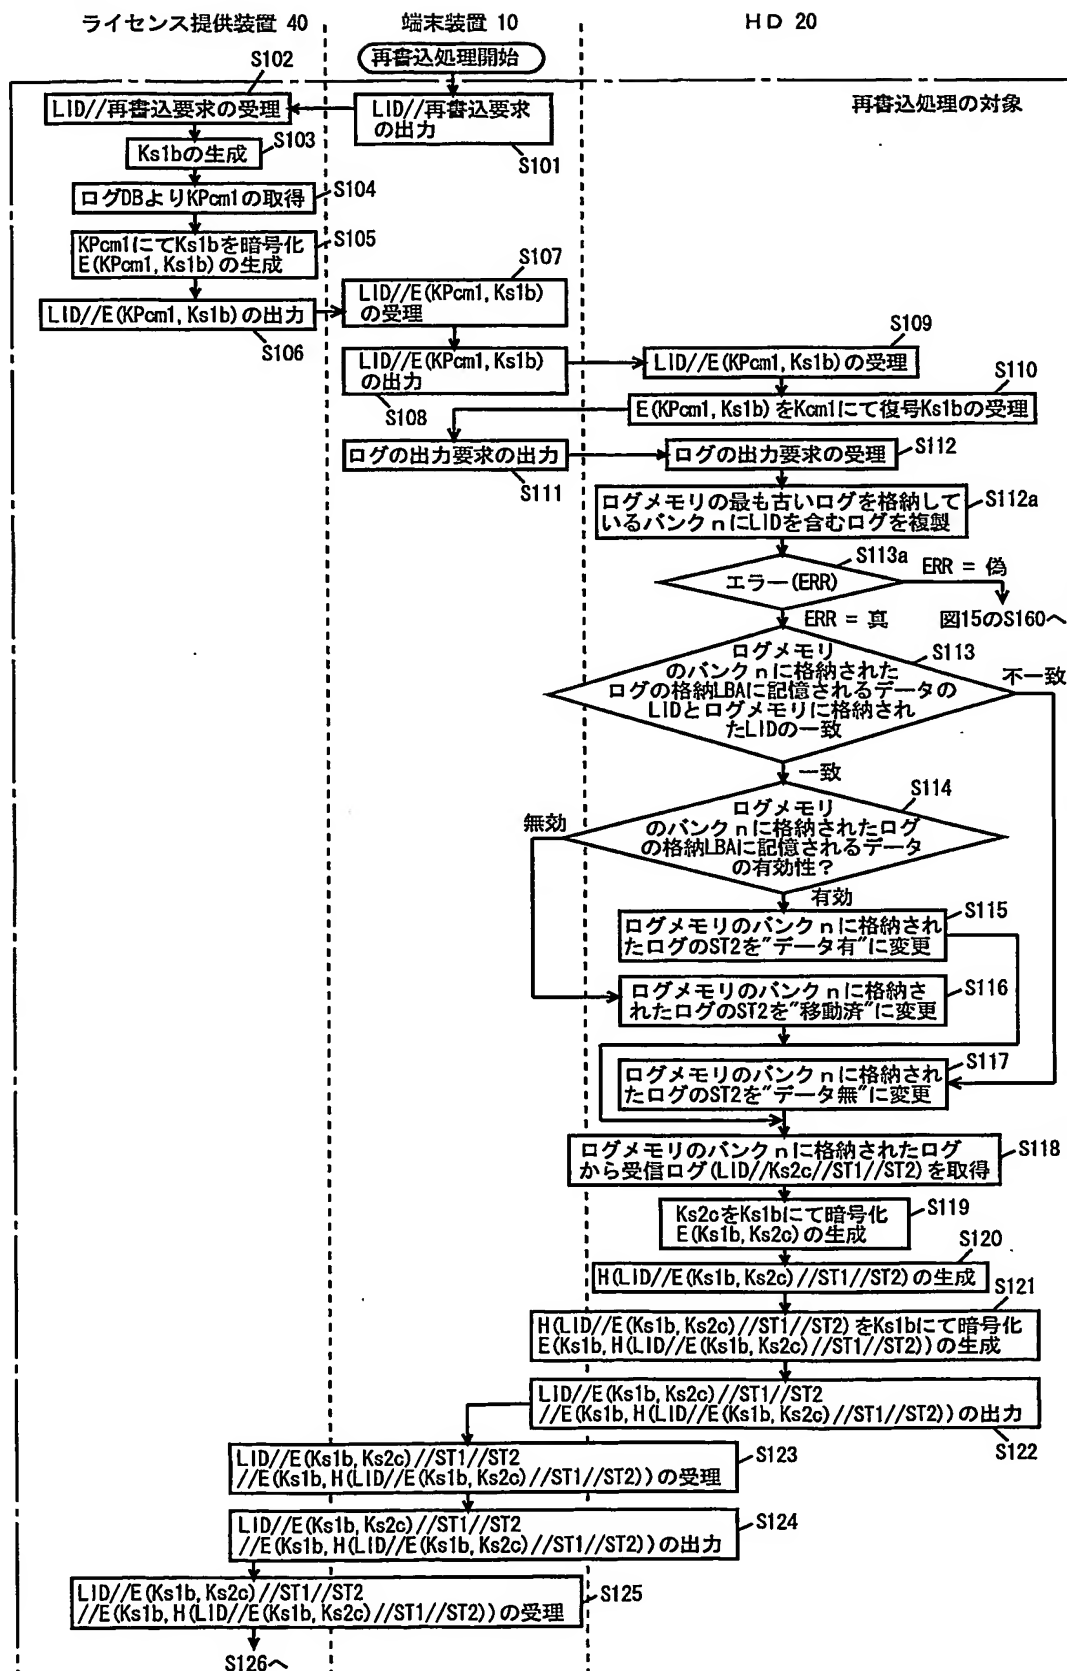 ライセンス提供装置 40
端末装置 10
HD 20
再書込処理開始
再書込処理の対象
S102
LID//再書込要求の受理
LID//再書込要求
の出力
S101
Ks1bの生成
S103
ログDBよりKPcm1の取得
S104
KPcm1にてKs1bを暗号化
E(KPcm1, Ks1b)の生成
S105
LID//E(KPcm1, Ks1b)の出力
S106
S107
LID//E(KPcm1, Ks1b)
の受理
LID//E(KPcm1, Ks1b)
の出力
S108
S109
LID//E(KPcm1, Ks1b)の受理
S110
E(KPcm1, Ks1b)をKcm1にて復号Ks1bの受理
ログの出力要求の出力
S111
ログの出力要求の受理
S112
ログメモリの最も古いログを格納して
いるバンクnにLIDを含むログを複製
S112a
エラー(ERR)
S113a
ERR = 偽
図15のS160へ
ERR = 真
ログメモリ
のバンクnに格納された
ログの格納LBAに記憶されるデータの
LIDとログメモリに格納され
たLIDの一致
S113
不一致
一致
ログメモリ
のバンクnに格納されたログ
の格納LBAに記憶されるデータ
の有効性?
S114
無効
有効
ログメモリのバンクnに格納され
たログのST2を"データ有"に変更
S115
ログメモリのバンクnに格納さ
れたログのST2を"移動済"に変更
S116
ログメモリのバンクnに格納され
たログのST2を"データ無"に変更
S117
ログメモリのバンクnに格納されたログ
から受信ログ(LID//Ks2c//ST1//ST2)を取得
S118
Ks2cをKs1bにて暗号化
E(Ks1b, Ks2c)の生成
S119
H(LID//E(Ks1b, Ks2c)//ST1//ST2)の生成
S120
S121
H(LID//E(Ks1b, Ks2c)//ST1//ST2)をKs1bにて暗号化
E(Ks1b, H(LID//E(Ks1b, Ks2c)//ST1//ST2))の生成
LID//E(Ks1b, Ks2c)//ST1//ST2
//E(Ks1b, H(LID//E(Ks1b, Ks2c)//ST1//ST2))の出力
S122
LID//E(Ks1b, Ks2c)//ST1//ST2
//E(Ks1b, H(LID//E(Ks1b, Ks2c)//ST1//ST2))の受理
S123
LID//E(Ks1b, Ks2c)//ST1//ST2
//E(Ks1b, H(LID//E(Ks1b, Ks2c)//ST1//ST2))の出力
S124
LID//E(Ks1b, Ks2c)//ST1//ST2
//E(Ks1b, H(LID//E(Ks1b, Ks2c)//ST1//ST2))の受理
S125
S126へ